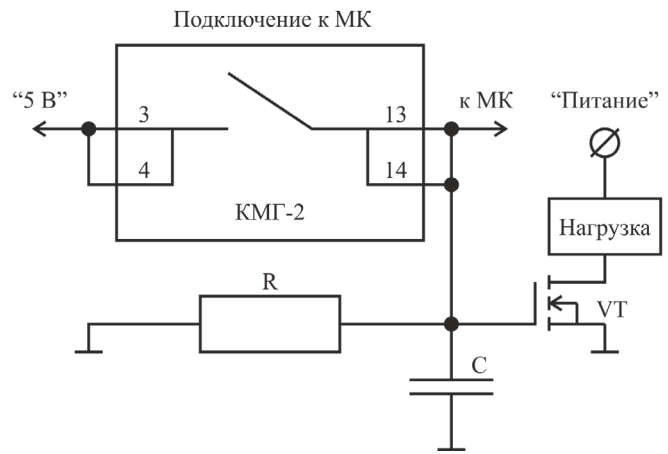 Подключение к МК
“5 В”
3
13
к МК
“Питание”
4
14
КМГ-2
Нагрузка
R
VT
C